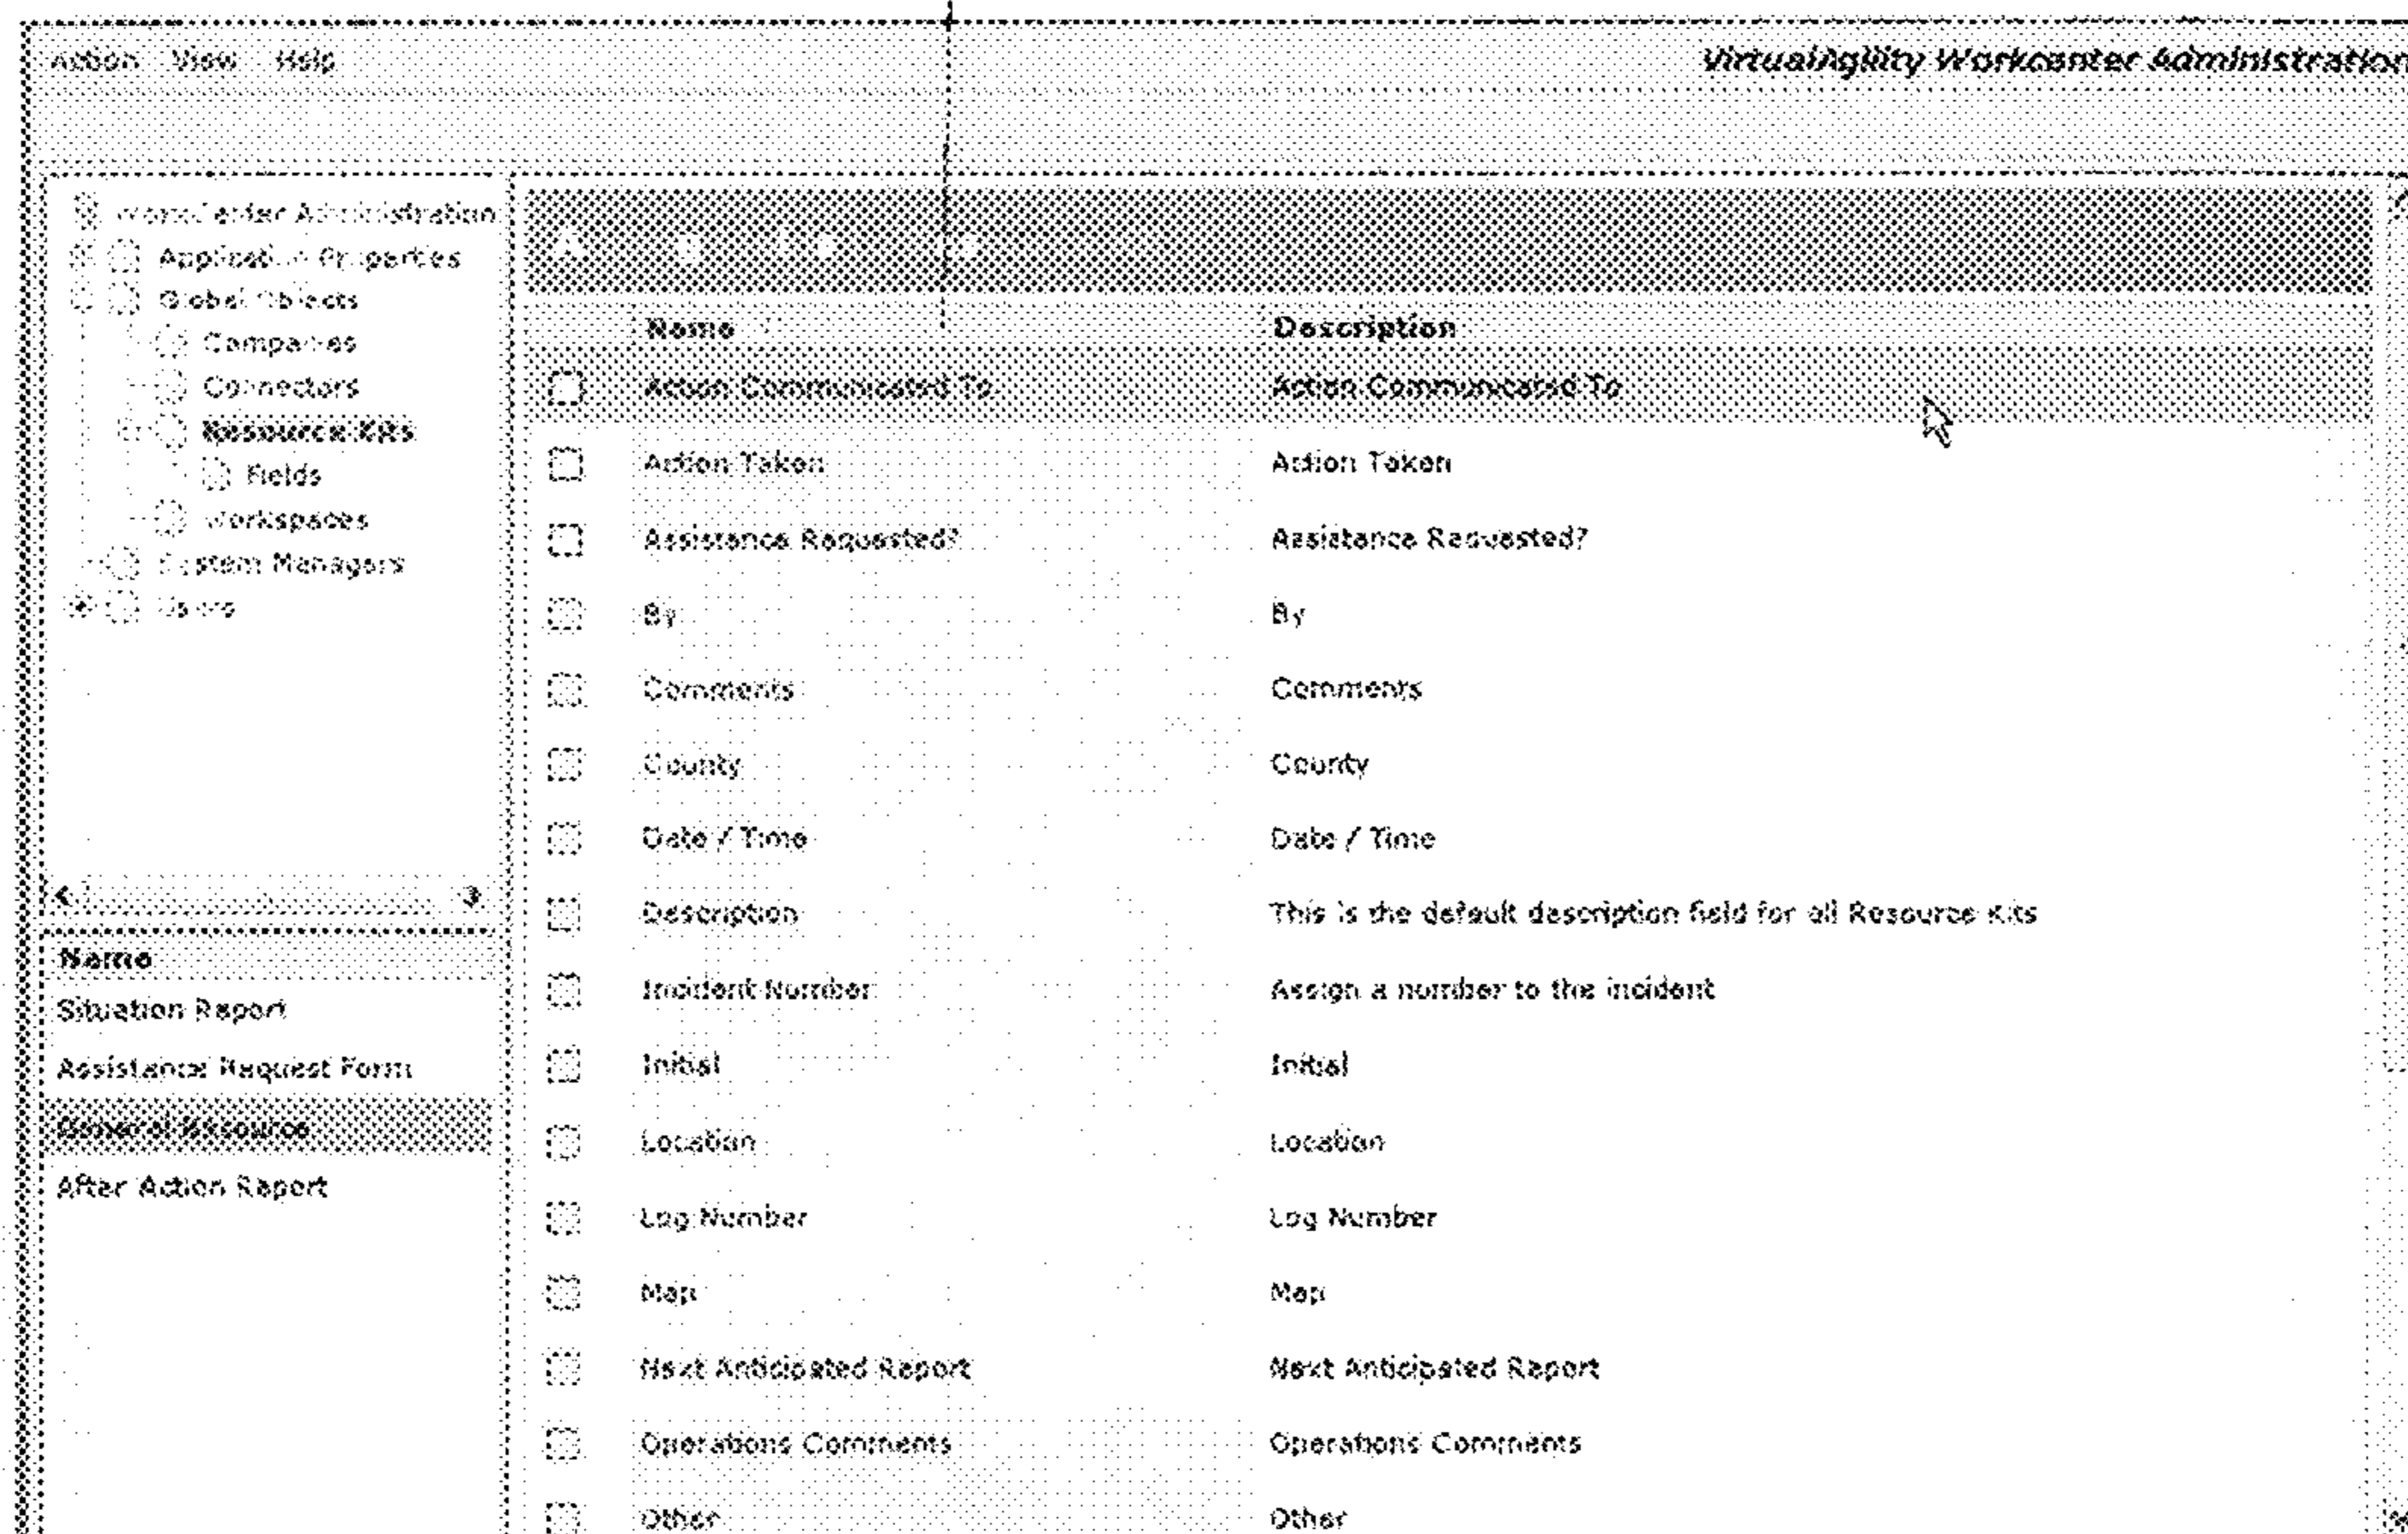 Action View Help
VirtualAgility Workcenter Administration
WorkCenter Administration
Application Properties
Global Objects
Companies
Connectors
Resource Kits
Fields
Workspaces
System Managers
Users
Name
Situation Report
Assistance Request Form
General Resource
After Action Report
Name Description
Action Communicated To Action Communicated To
Action Taken Action Taken
Assistance Requested? Assistance Requested?
By By
Comments Comments
County County
Date / Time Date / Time
Description This is the default description field for all Resource Kits
Incident Number Assign a number to the incident
Initial Initial
Location Location
Log Number Log Number
Map Map
Next Anticipated Report Next Anticipated Report
Operations Comments Operations Comments
Other Other